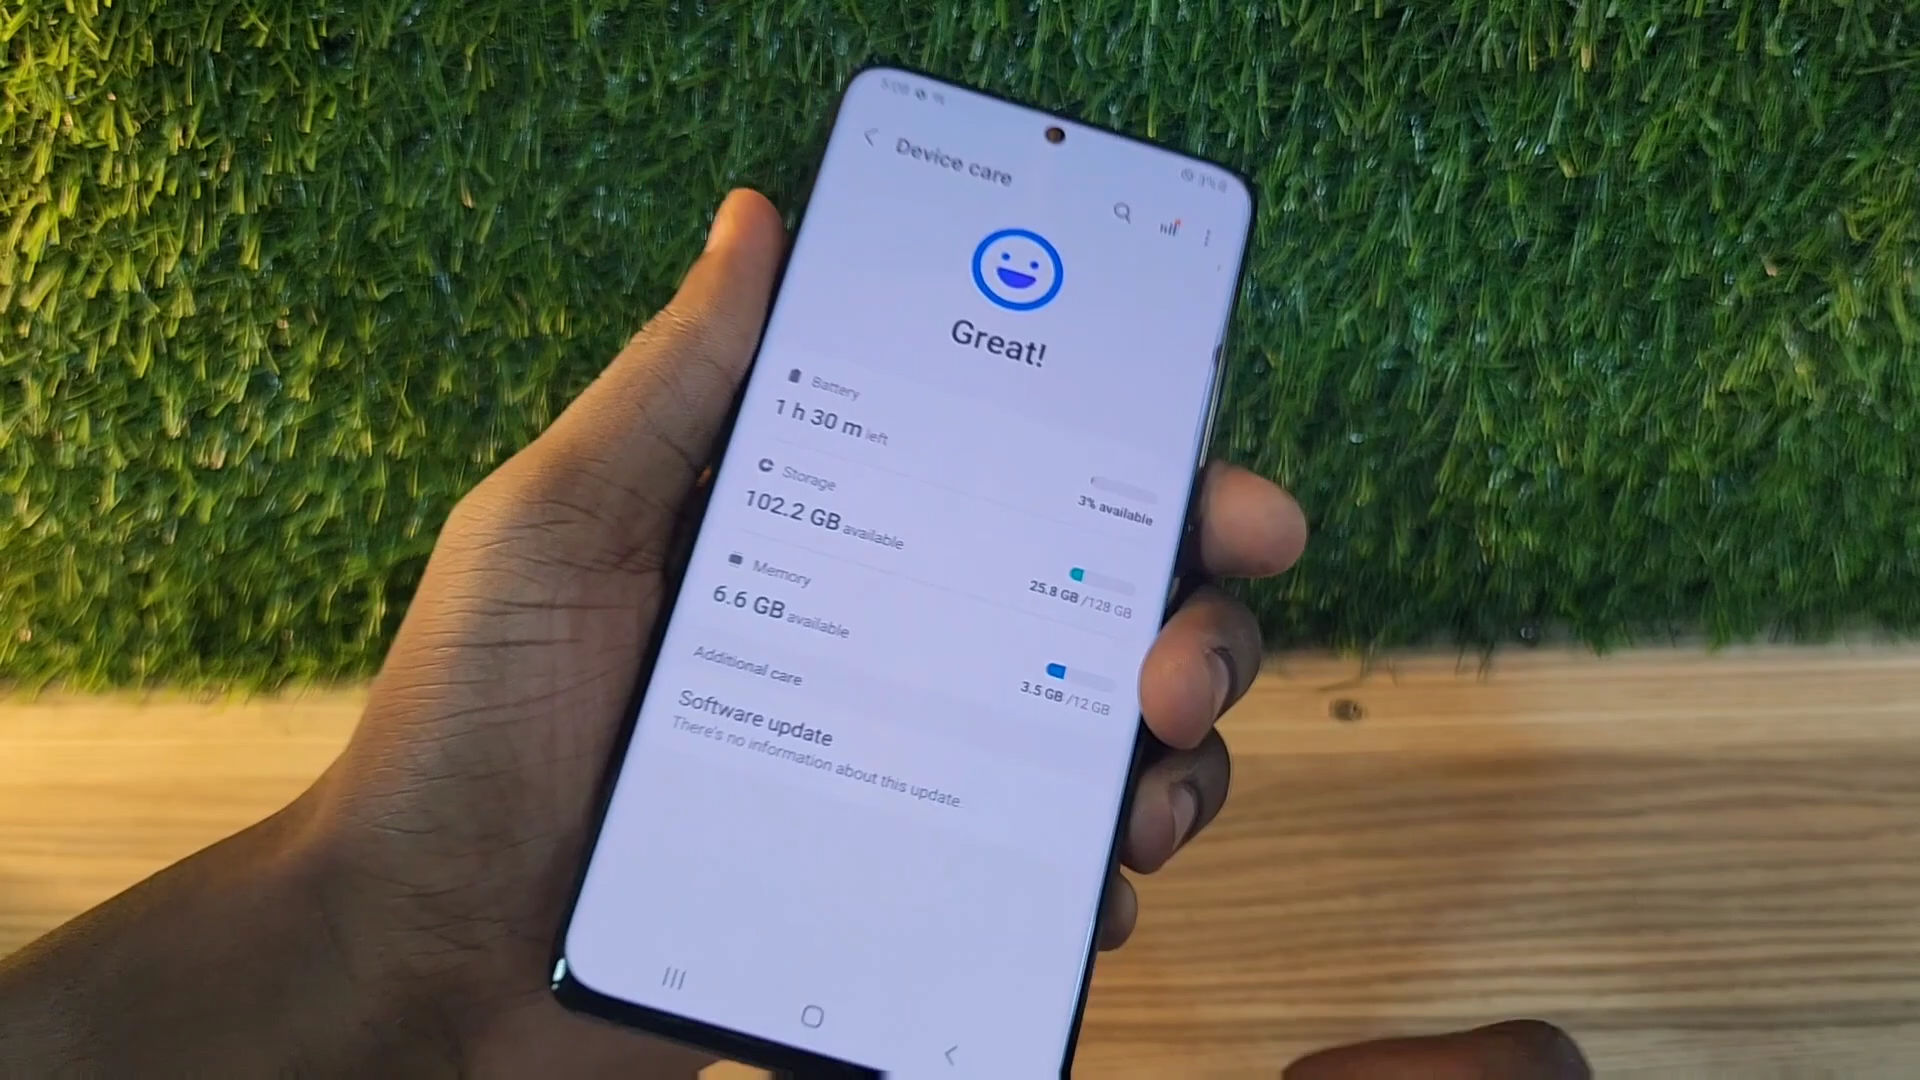 3%
Device care
Great!
Battery
1 h 30 m left
3% available
Storage
102.2 GB available
25.8 GB /128 GB
Memory
6.6 GB available
3.5 GB /12 GB
Additional care
Software update
There's no information about this update.